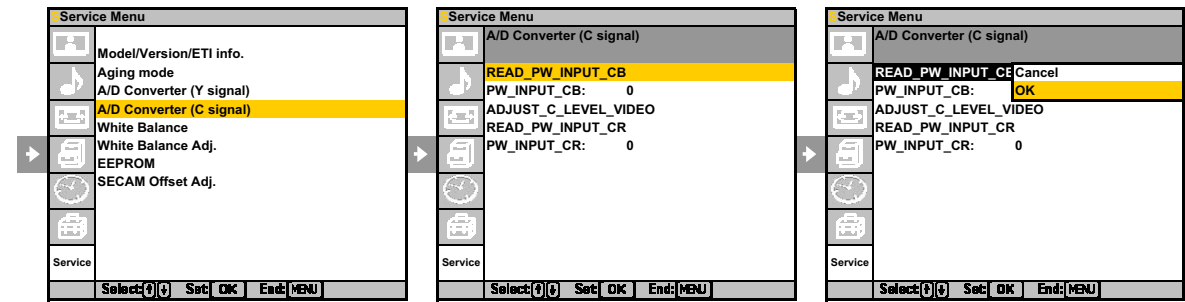 Service Menu
Model/Version/ETI info.
Aging mode
A/D Converter (Y signal)
A/D Converter (C signal)
White Balance
White Balance Adj.
EEPROM
SECAM Offset Adj.
Service
Select: Set: OK End: MENU
Service Menu
A/D Converter (C signal)
READ_PW_INPUT_CB
PW_INPUT_CB: 0
ADJUST_C_LEVEL_VIDEO
READ_PW_INPUT_CR
PW_INPUT_CR: 0
Service
Select: Set: OK End: MENU
Service Menu
A/D Converter (C signal)
READ_PW_INPUT_CB Cancel
PW_INPUT_CB: OK
ADJUST_C_LEVEL_VIDEO
READ_PW_INPUT_CR
PW_INPUT_CR: 0
Service
Select: Set: OK End: MENU